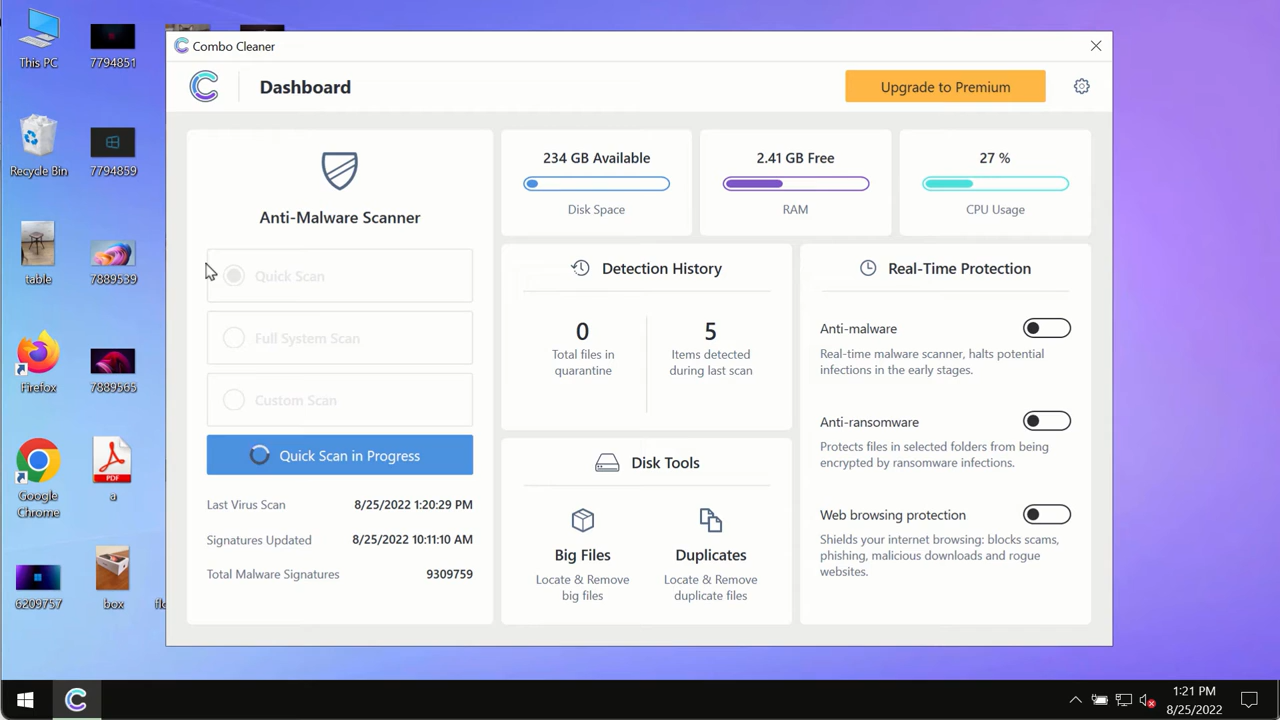 This PC
7794851
Recycle Bin
7794859
table
7889539
Firefox
7889565
Google
Chrome
PDF
a
6209757
box
Combo Cleaner
Dashboard
Upgrade to Premium
Anti-Malware Scanner
Quick Scan
Full System Scan
Custom Scan
Quick Scan in Progress
Last Virus Scan 8/25/2022 1:20:29 PM
Signatures Updated 8/25/2022 10:11:10 AM
Total Malware Signatures 9309759
234 GB Available
Disk Space
2.41 GB Free
RAM
27 %
CPU Usage
Detection History
0
Total files in
quarantine
5
Items detected
during last scan
Disk Tools
Big Files
Locate & Remove
big files
Duplicates
Locate & Remove
duplicate files
Real-Time Protection
Anti-malware
Real-time malware scanner, halts potential
infections in the early stages.
Anti-ransomware
Protects files in selected folders from being
encrypted by ransomware infections.
Web browsing protection
Shields your internet browsing: blocks scams,
phishing, malicious downloads and rogue
websites.
1:21 PM
8/25/2022